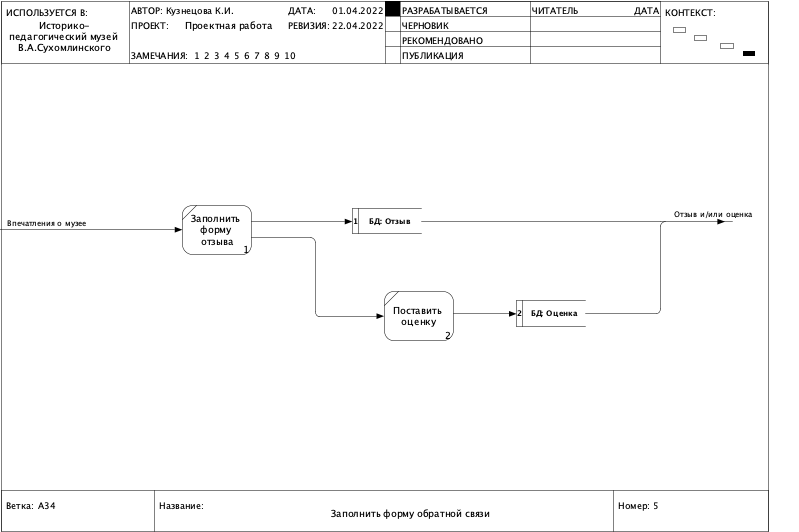 ИСПОЛЬЗУЕТСЯ В:
Историко-
педагогический музей
В.А.Сухомлинского
АВТОР: Кузнецова К.И.
ДАТА: 01.04.2022
ПРОЕКТ: Проектная работа
РЕВИЗИЯ: 22.04.2022
ЗАМЕЧАНИЯ: 1 2 3 4 5 6 7 8 9 10
РАЗРАБАТЫВАЕТСЯ
ЧЕРНОВИК
РЕКОМЕНДОВАНО
ПУБЛИКАЦИЯ
ЧИТАТЕЛЬ ДАТА
КОНТЕКСТ:
Впечатления о музее
Заполнить
форму
отзыва
1
1 БД: Отзыв
Отзыв и/или оценка
Поставить
оценку
2
2 БД: Оценка
Ветка: A34
Название:
Заполнить форму обратной связи
Номер: 5